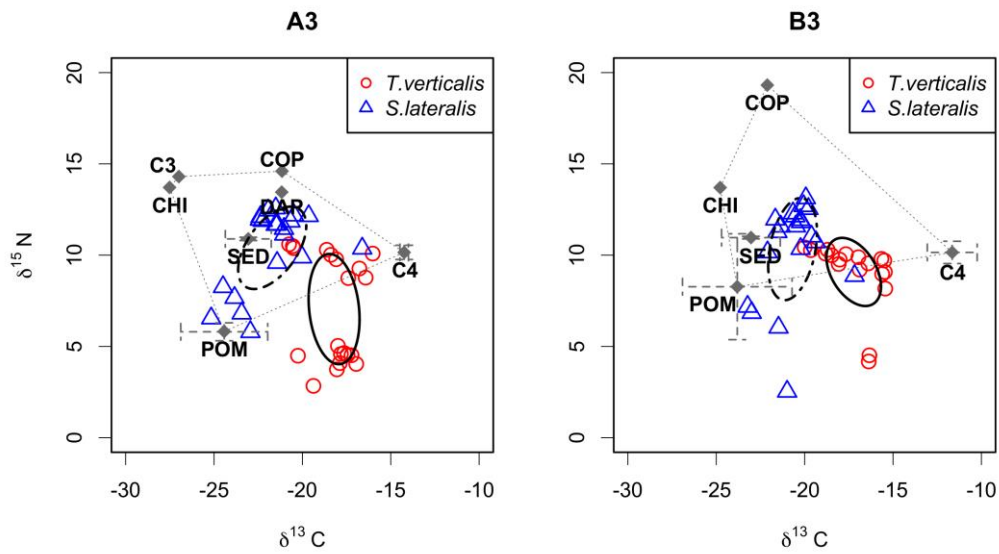 A3
B3
T.verticalis
S.lateralis
T.verticalis
S.lateralis
20
15
10
5
0
δ15 N
C3
CHI
COP
DAP
SED
C4
POM
-30
-25
-20
-15
-10
δ13 C
20
15
10
5
0
COP
CHI
SED
POM
C4
-30
-25
-20
-15
-10
δ13 C